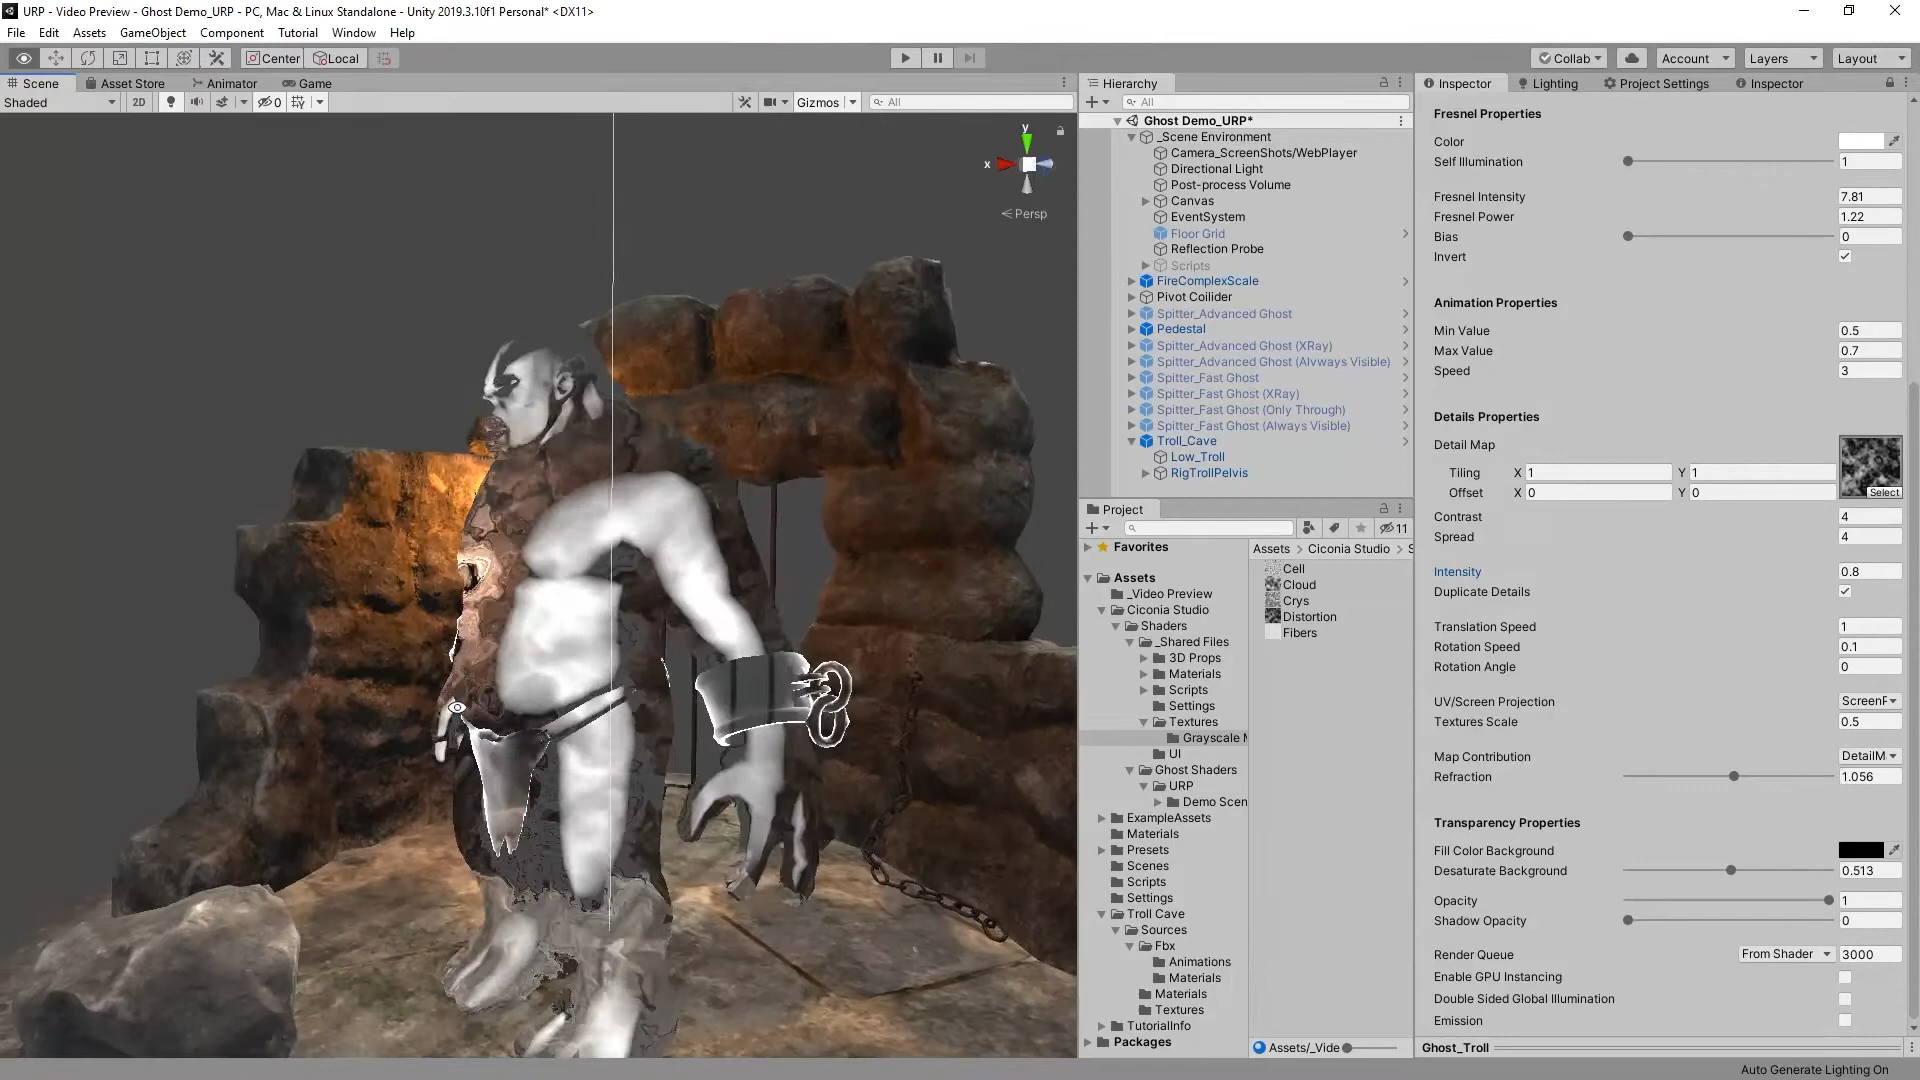 URP - Video Preview - Ghost Demo_URP - PC, Mac & Linux Standalone - Unity 2019.3.10f1 Personal* <DX11>
File Edit Assets GameObject Component Tutorial Window Help
Center Local Collab Account Layers Layout
Scene Asset Store Animator Game
Shaded 2D 0 Gizmos All
y
x
Persp
Hierarchy
All
Ghost Demo_URP*
_Scene Environment
Camera_ScreenShots/WebPlayer
Directional Light
Post-process Volume
Canvas
EventSystem
Floor Grid
Reflection Probe
Scripts
FireComplexScale
Pivot Coilider
Spitter_Advanced Ghost
Pedestal
Spitter_Advanced Ghost (XRay)
Spitter_Advanced Ghost (Alvways Visible)
Spitter_Fast Ghost
Spitter_Fast Ghost (XRay)
Spitter_Fast Ghost (Only Through)
Spitter_Fast Ghost (Always Visible)
Troll_Cave
Low_Troll
RigTrollPelvis
Project
11
Favorites
Assets
_Video Preview
Ciconia Studio
Shaders
_Shared Files
3D Props
Materials
Scripts
Settings
Textures
Grayscale M
UI
Ghost Shaders
URP
Demo Scen
ExampleAssets
Materials
Presets
Scenes
Scripts
Settings
Troll Cave
Sources
Fbx
Animations
Materials
Materials
Textures
TutorialInfo
Packages
Assets > Ciconia Studio > S
Cell
Cloud
Crys
Distortion
Fibers
Assets/_Vide
Inspector Lighting Project Settings Inspector
Fresnel Properties
Color
Self Illumination 1
Fresnel Intensity 7.81
Fresnel Power 1.22
Bias 0
Invert
Animation Properties
Min Value 0.5
Max Value 0.7
Speed 3
Details Properties
Detail Map
Tiling X 1 Y 1
Offset X 0 Y 0 Select
Contrast 4
Spread 4
Intensity 0.8
Duplicate Details
Translation Speed 1
Rotation Speed 0.1
Rotation Angle 0
UV/Screen Projection ScreenF
Textures Scale 0.5
Map Contribution DetailM
Refraction 1.056
Transparency Properties
Fill Color Background
Desaturate Background 0.513
Opacity 1
Shadow Opacity 0
Render Queue From Shader 3000
Enable GPU Instancing
Double Sided Global Illumination
Emission
Ghost_Troll
Auto Generate Lighting On